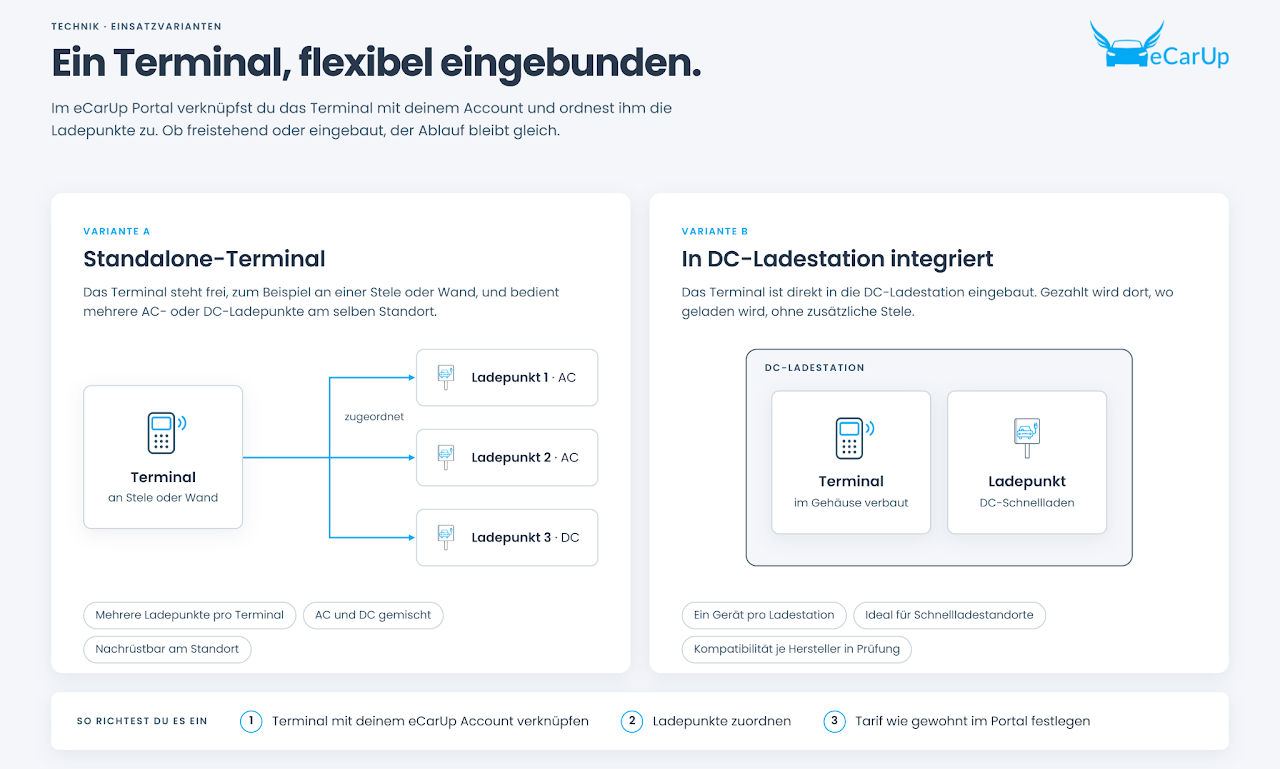 TECHNIK · EINSATZVARIANTEN
Ein Terminal, flexibel eingebunden.
eCarUp
Im eCarUp Portal verknüpfst du das Terminal mit deinem Account und ordnest ihm die
Ladepunkte zu. Ob freistehend oder eingebaut, der Ablauf bleibt gleich.
VARIANTE A
Standalone-Terminal
Das Terminal steht frei, zum Beispiel an einer Stele oder Wand, und bedient
mehrere AC- oder DC-Ladepunkte am selben Standort.
Terminal
an Stele oder Wand
zugeordnet
Ladepunkt 1 · AC
Ladepunkt 2 · AC
Ladepunkt 3 · DC
Mehrere Ladepunkte pro Terminal
AC und DC gemischt
Nachrüstbar am Standort
VARIANTE B
In DC-Ladestation integriert
Das Terminal ist direkt in die DC-Ladestation eingebaut. Gezahlt wird dort, wo
geladen wird, ohne zusätzliche Stele.
DC-LADESTATION
Terminal
im Gehäuse verbaut
Ladepunkt
DC-Schnellladen
Ein Gerät pro Ladestation
Ideal für Schnellladestandorte
Kompatibilität je Hersteller in Prüfung
SO RICHTEST DU ES EIN
1 Terminal mit deinem eCarUp Account verknüpfen
2 Ladepunkte zuordnen
3 Tarif wie gewohnt im Portal festlegen